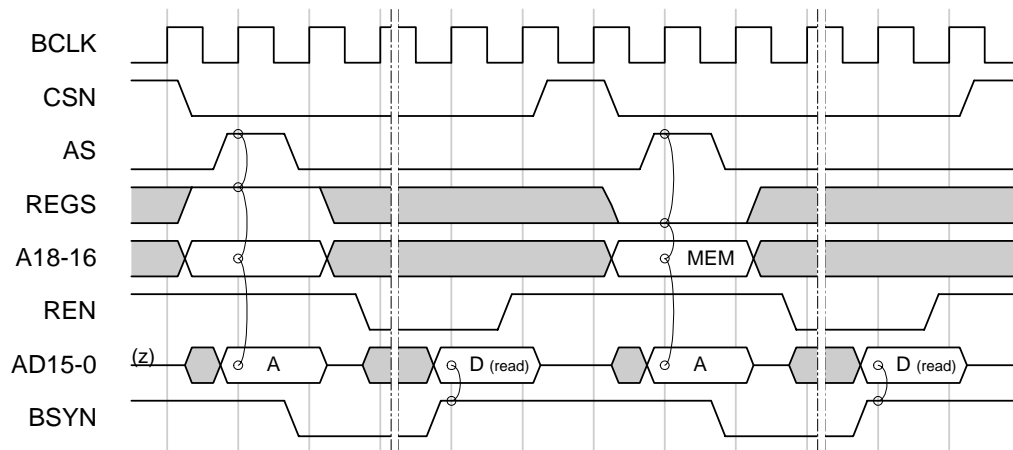 BCLK
CSN
AS
REGS
A18-16
MEM
REN
AD15-0
(z)
A
D (read)
A
D (read)
BSYN